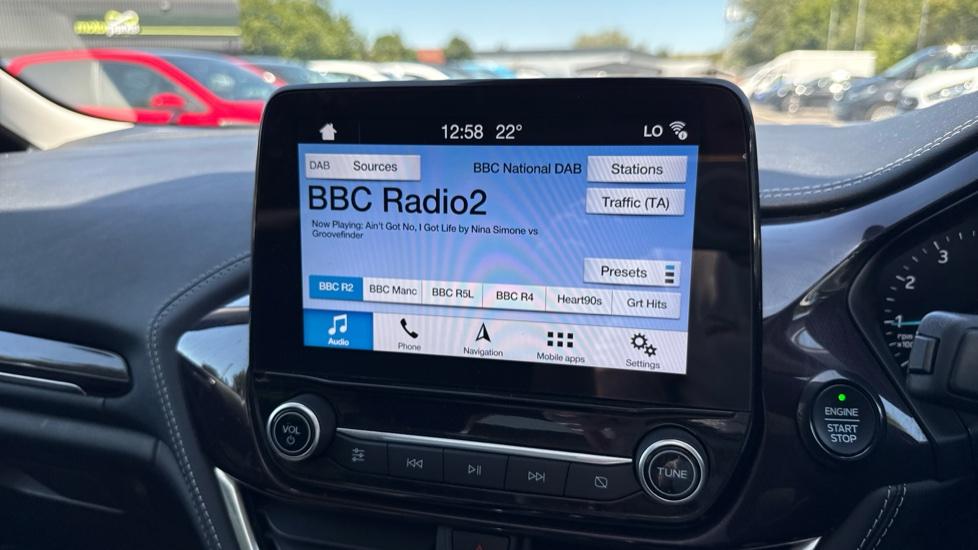 motopoint
12:58 22° LO
DAB Sources BBC National DAB Stations
BBC Radio2
Traffic (TA)
Now Playing: Ain't Got No, I Got Life by Nina Simone vs
Groovefinder
Presets
BBC R2 BBC Manc BBC R5L BBC R4 Heart90s Grt Hits
Audio Phone Navigation Mobile apps Settings
VOL
TUNE
ENGINE
START
STOP
3
2
1
rpm